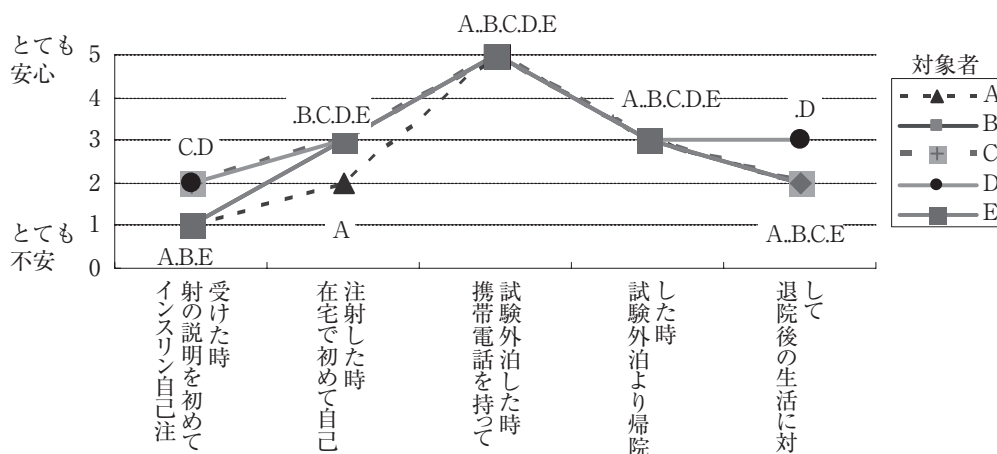 A..B.C.D.E
とても
安心
5
4
3
2
1
0
とても
不安
C.D
.B.C.D.E
A..B.C.D.E
.D
A
A.B.E
A..B.C.E
対象者
A
B
C
D
E
受けた時
射の説明を初めて
インスリン自己注
注射した時
在宅で初めて自己
試験外泊した時
携帯電話を持って
した時
試験外泊より帰院
して
退院後の生活に対